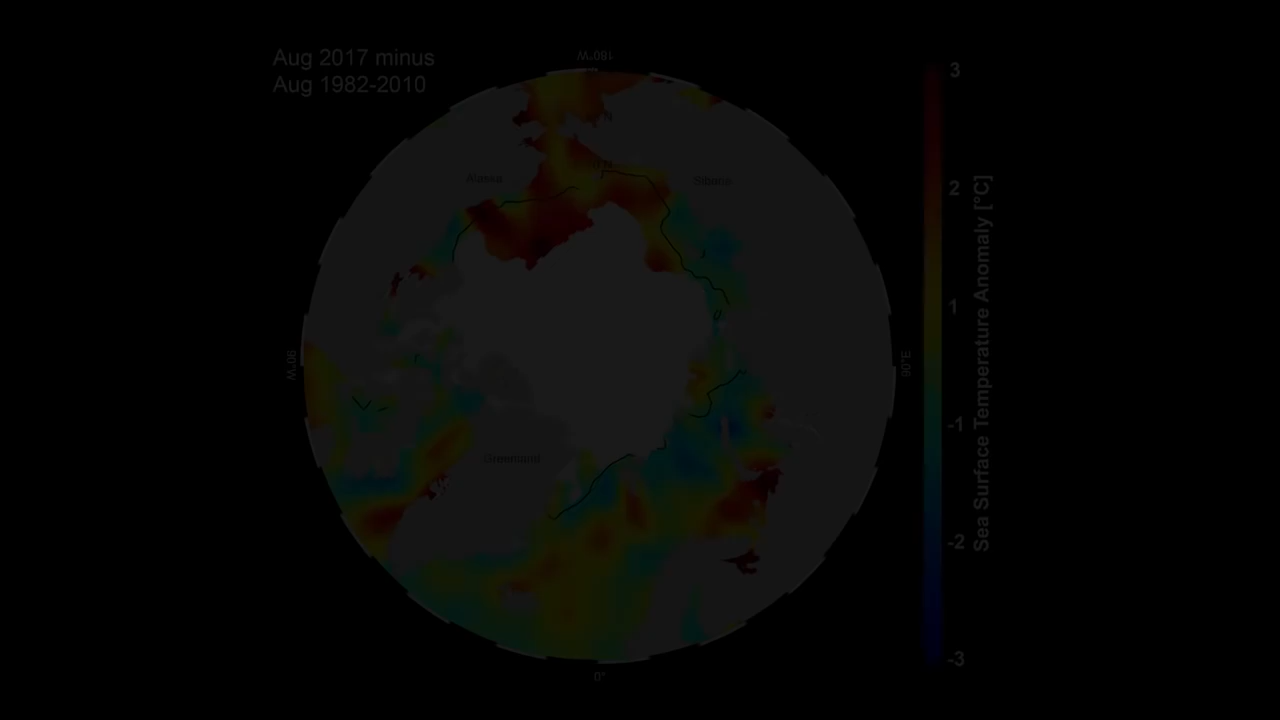 Aug 2017 minus
Aug 1982-2010
180°W
Alaska
Siberia
90°W
90°E
Greenland
0°
3
2
1
-1
-2
-3
Sea Surface Temperature Anomaly [°C]